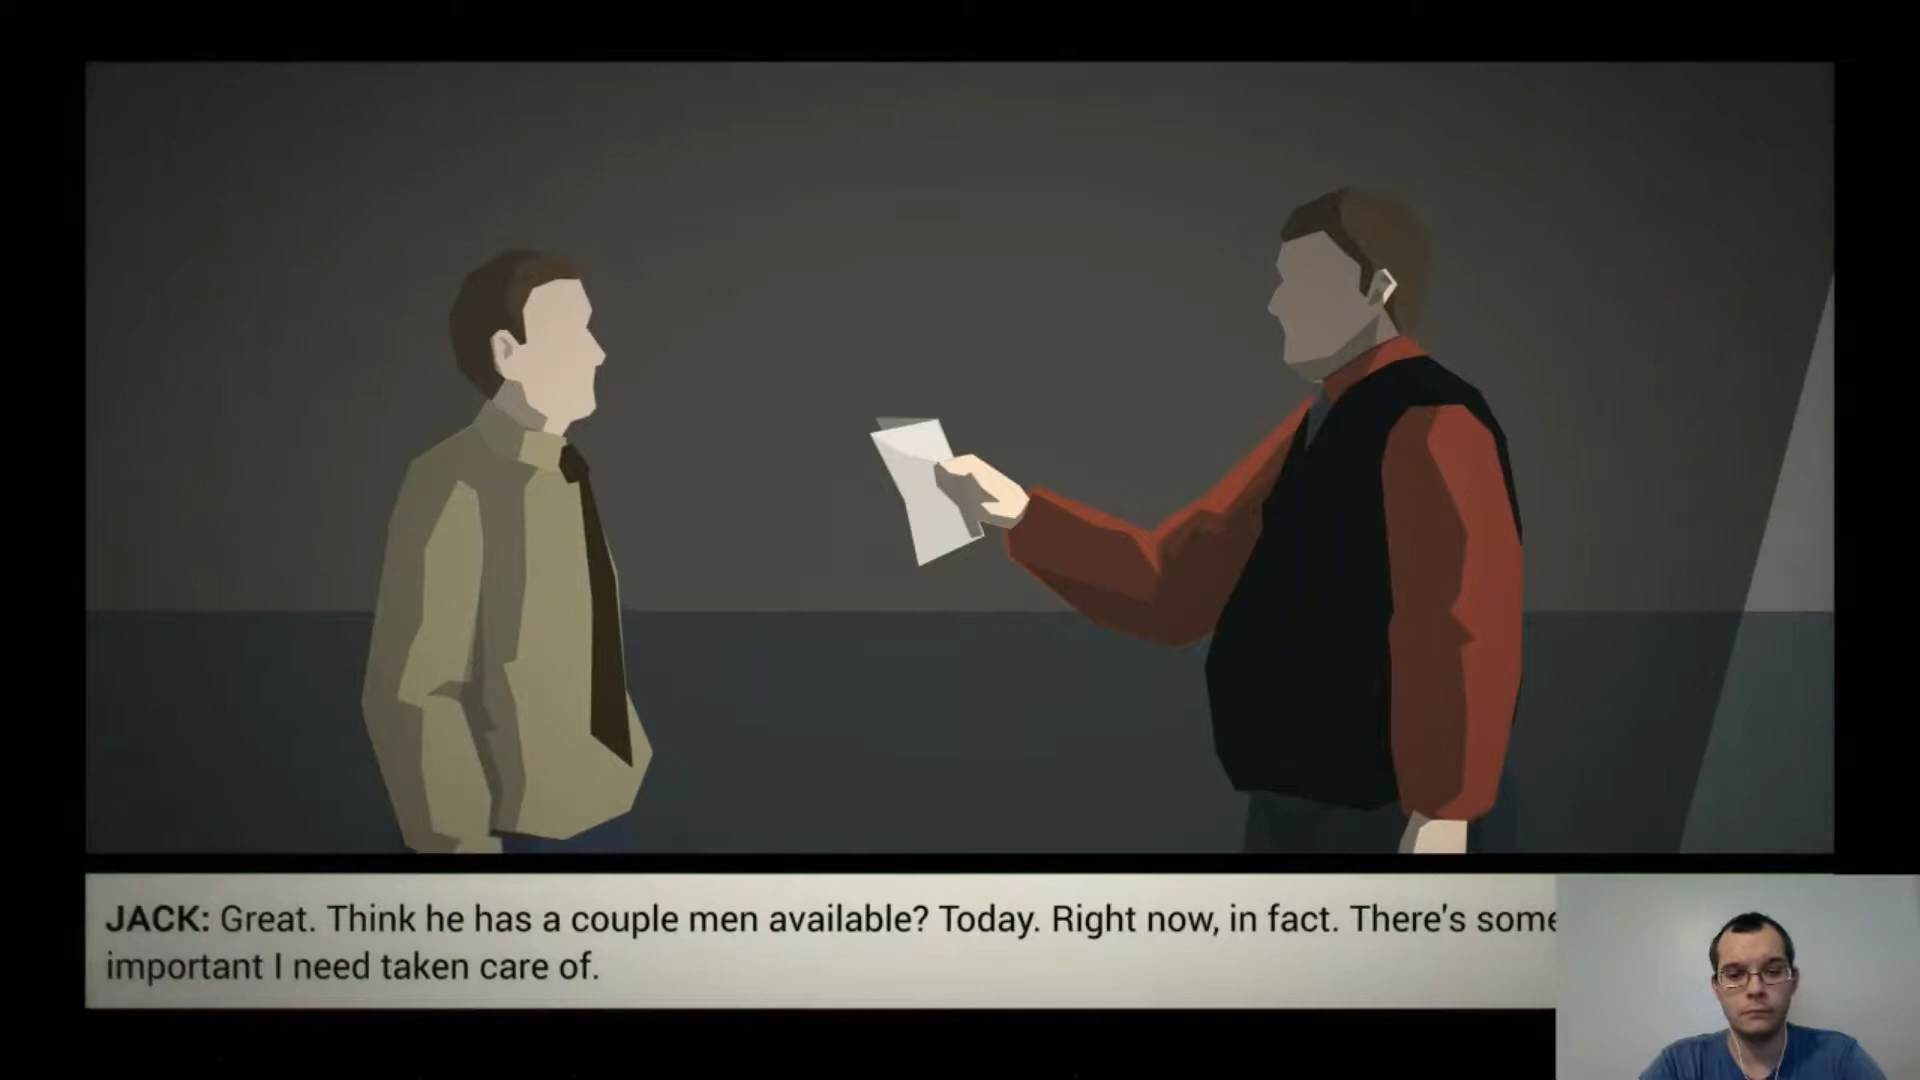 JACK: Great. Think he has a couple men available? Today. Right now, in fact. There's some
important I need taken care of.